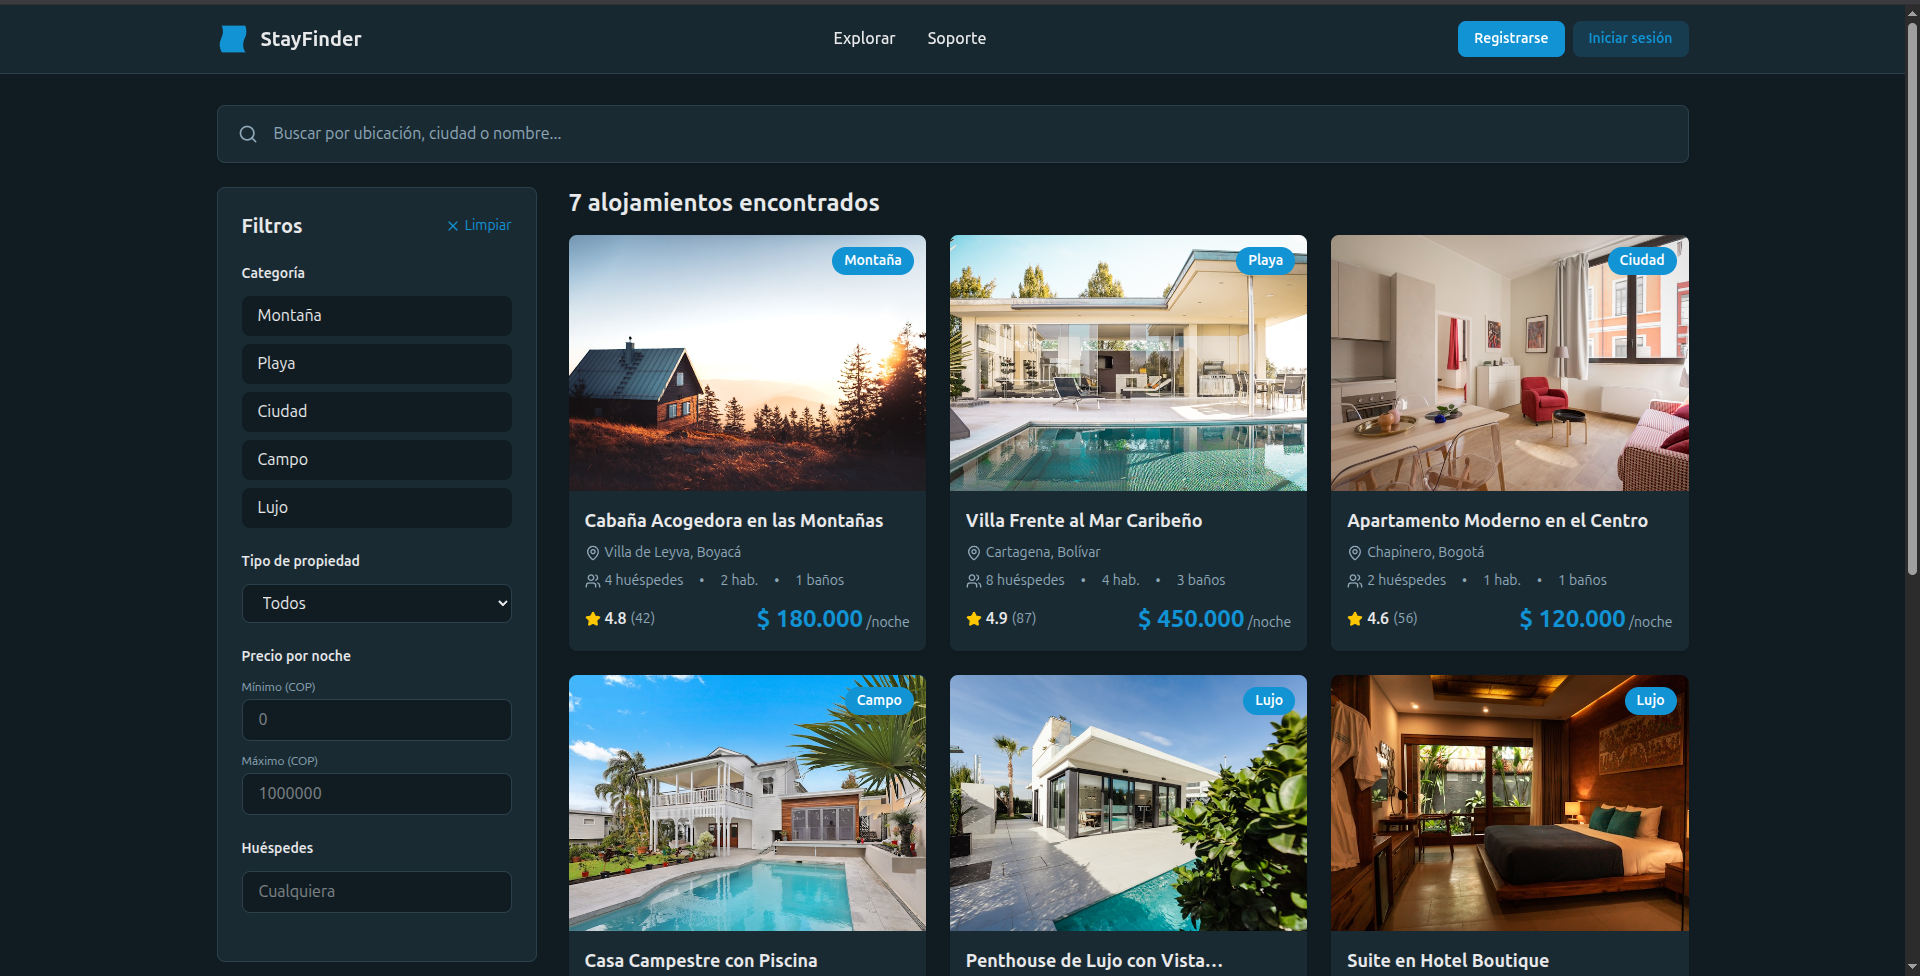 StayFinder
Explorar
Soporte
Registrarse
Iniciar sesión
Buscar por ubicación, ciudad o nombre...
Filtros
Limpiar
Categoría
Montaña
Playa
Ciudad
Campo
Lujo
Tipo de propiedad
Todos
Precio por noche
Mínimo (COP)
0
Máximo (COP)
1000000
Huéspedes
Cualquiera
7 alojamientos encontrados
Montaña
Cabaña Acogedora en las Montañas
Villa de Leyva, Boyacá
4 huéspedes • 2 hab. • 1 baños
4.8 (42) $ 180.000 /noche
Playa
Villa Frente al Mar Caribeño
Cartagena, Bolívar
8 huéspedes • 4 hab. • 3 baños
4.9 (87) $ 450.000 /noche
Ciudad
Apartamento Moderno en el Centro
Chapinero, Bogotá
2 huéspedes • 1 hab. • 1 baños
4.6 (56) $ 120.000 /noche
Campo
Casa Campestre con Piscina
Lujo
Penthouse de Lujo con Vista...
Lujo
Suite en Hotel Boutique